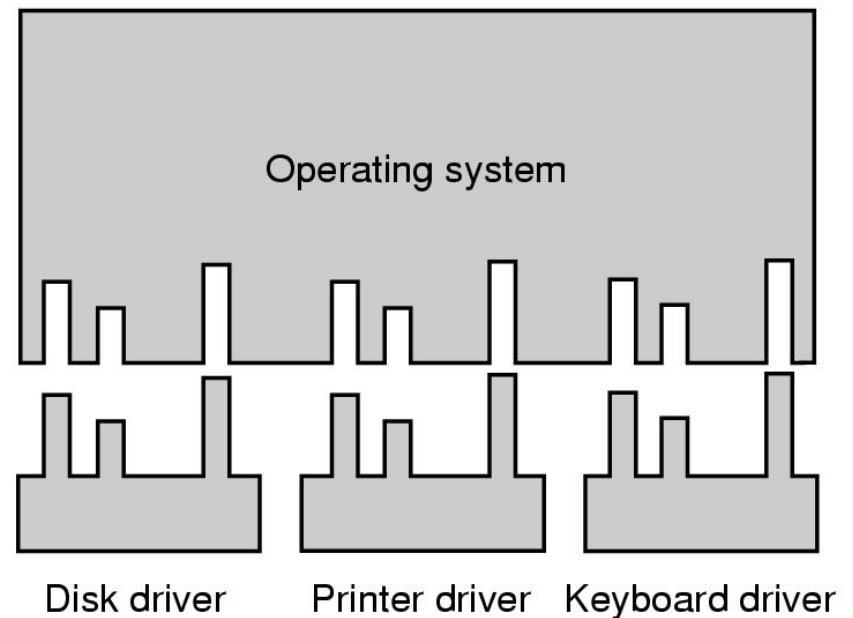 Operating system
Disk driver
Printer driver
Keyboard driver